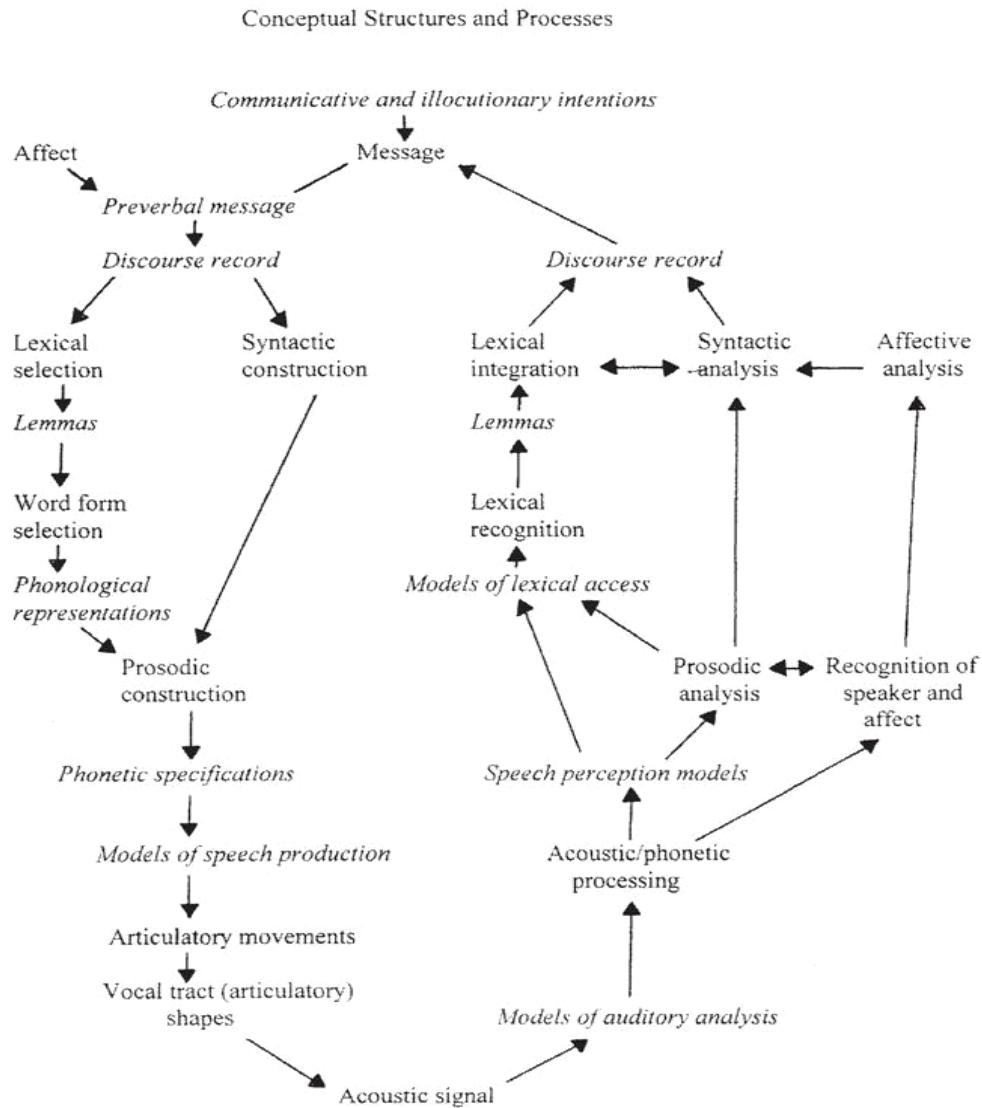 Conceptual Structures and Processes
Communicative and illocutionary intentions
Affect
Message
Preverbal message
Discourse record
Discourse record
Lexical
selection
Syntactic
construction
Lexical
integration
Syntactic
analysis
Affective
analysis
Lemmas
Lemmas
Word form
selection
Lexical
recognition
Phonological
representations
Models of lexical access
Prosodic
construction
Prosodic
analysis
Recognition of
speaker and
affect
Phonetic specifications
Speech perception models
Models of speech production
Acoustic/phonetic
processing
Articulatory movements
Vocal tract (articulatory)
shapes
Models of auditory analysis
Acoustic signal